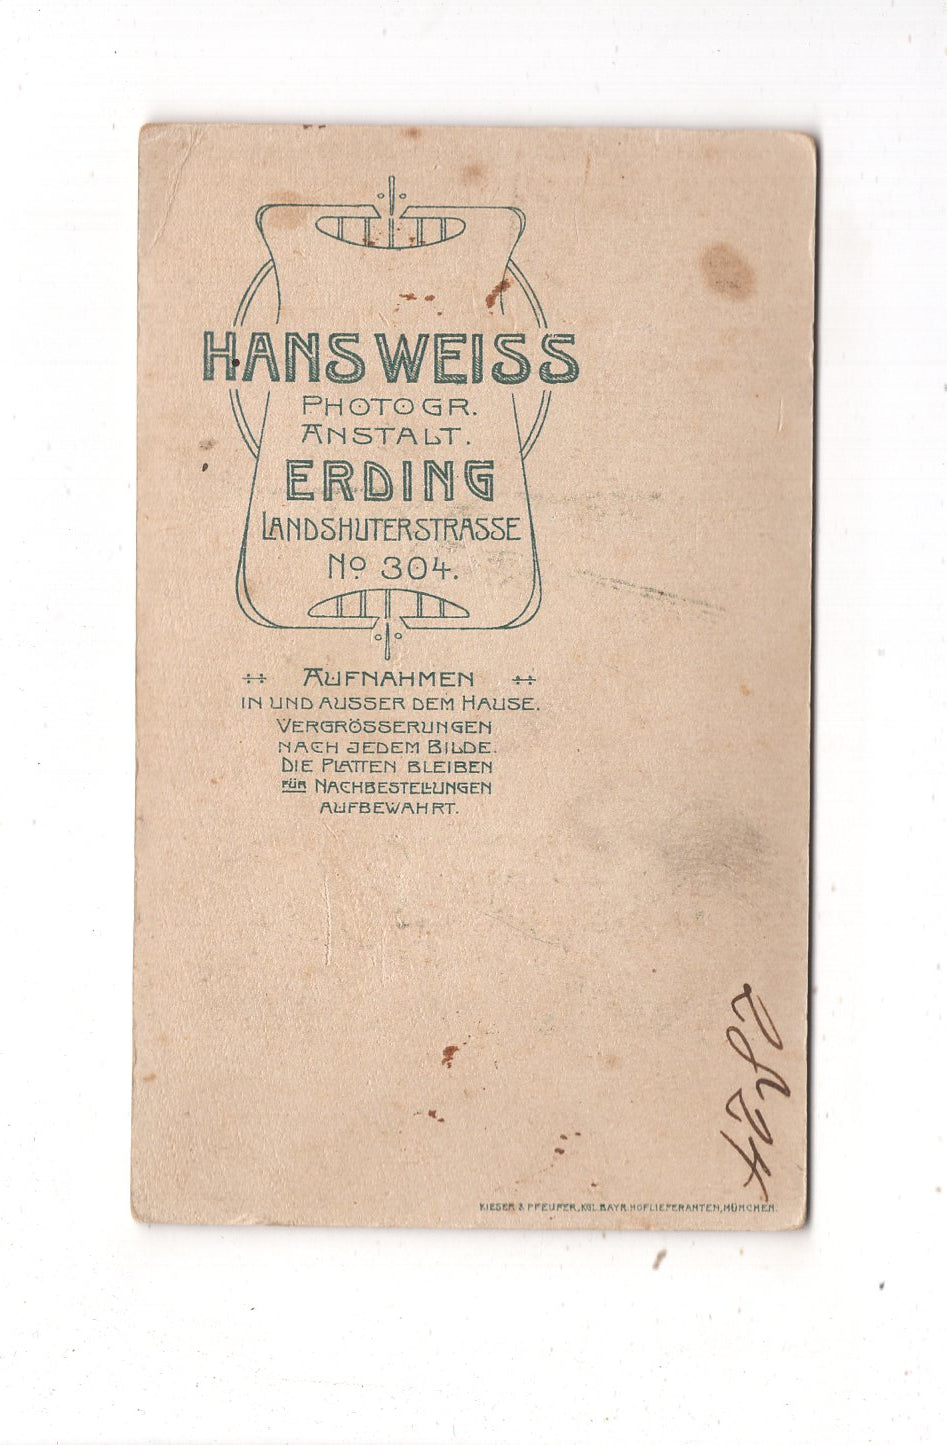 HANS WEISS
PHOTOGR.
ANSTALT.
ERDING
LANDSHUTERSTRASSE
No 304.
AUFNAHMEN
IN UND AUSSER DEM HAUSE.
VERGRÖSSERUNGEN
NACH JEDEM BILDE.
DIE PLATTEN BLEIBEN
FÜR NACHBESTELLUNGEN
AUFBEWAHRT.
KIESER & PFEUFER, KGL. BAYR. HOFLIEFERANTEN, MÜNCHEN.